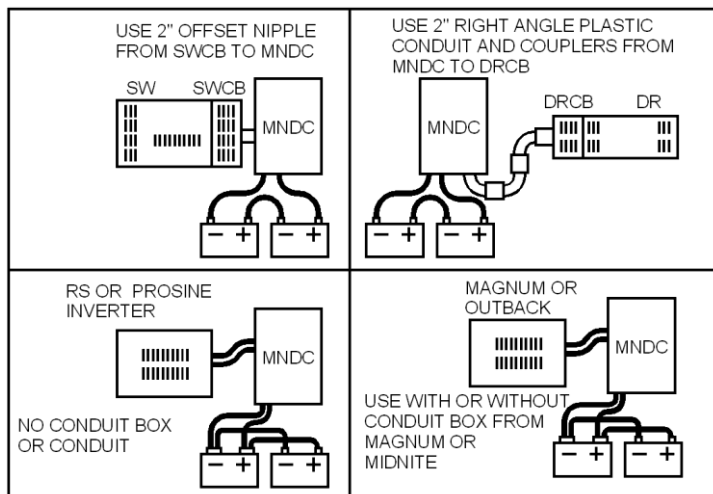 USE 2" OFFSET NIPPLE
FROM SWCB TO MNDC
SW SWCB
MNDC
− + − +
USE 2" RIGHT ANGLE PLASTIC
CONDUIT AND COUPLERS FROM
MNDC TO DRCB
DRCB DR
MNDC
− + − +
RS OR PROSINE
INVERTER
MNDC
NO CONDUIT BOX
OR CONDUIT
− + − +
MAGNUM OR
OUTBACK
MNDC
USE WITH OR WITHOUT
CONDUIT BOX FROM
MAGNUM OR
MIDNITE
− + − +